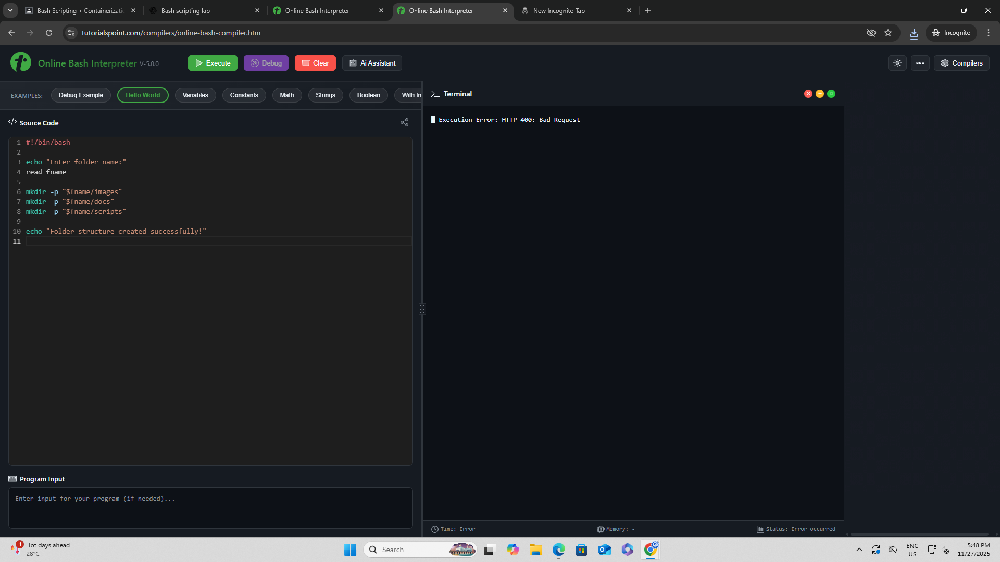 Bash Scripting + Containerizatio
Bash scripting lab
Online Bash Interpreter
Online Bash Interpreter
New Incognito Tab
tutorialspoint.com/compilers/online-bash-compiler.htm
Incognito
Online Bash Interpreter V-5.0.0
Execute
Debug
Clear
Ai Assistant
Compilers
EXAMPLES:
Debug Example
Hello World
Variables
Constants
Math
Strings
Boolean
With In
Terminal
Execution Error: HTTP 400: Bad Request
Source Code
1 #!/bin/bash
2
3 echo "Enter folder name:"
4 read fname
5
6 mkdir -p "$fname/images"
7 mkdir -p "$fname/docs"
8 mkdir -p "$fname/scripts"
9
10 echo "Folder structure created successfully!"
11
Program Input
Enter input for your program (if needed)...
Time: Error
Memory: -
Status: Error occurred
1
Hot days ahead
28°C
Search
ENG
US
5:48 PM
11/27/2025